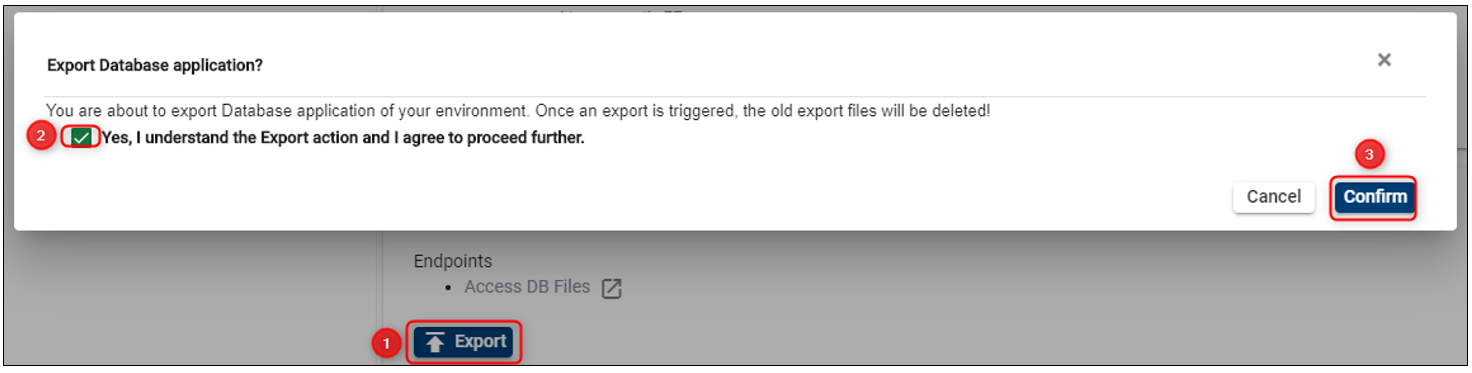 Export Database application?
×
You are about to export Database application of your environment. Once an export is triggered, the old export files will be deleted!
2
Yes, I understand the Export action and I agree to proceed further.
3
Cancel
Confirm
Endpoints
• Access DB Files
1
Export